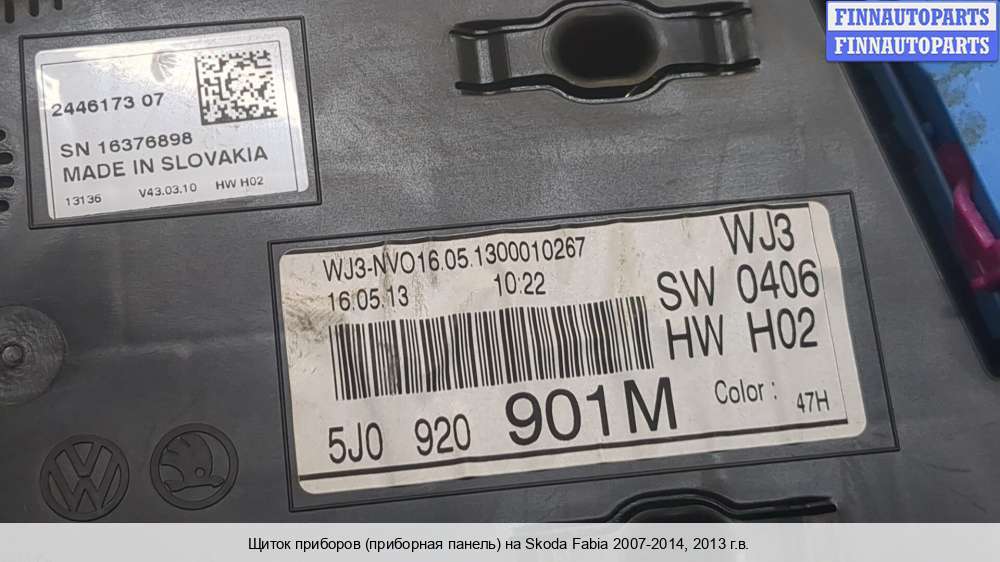 FINNAUTOPARTS
FINNAUTOPARTS
2446173 07
SN 16376898
MADE IN SLOVAKIA
13136 V43.03.10 HW H02
WJ3-NVO16.05.1300010267
16.05.13 10:22
WJ3
SW 0406
HW H02
5J0 920 901M
Color : 47H
Щиток приборов (приборная панель) на Skoda Fabia 2007-2014, 2013 г.в.